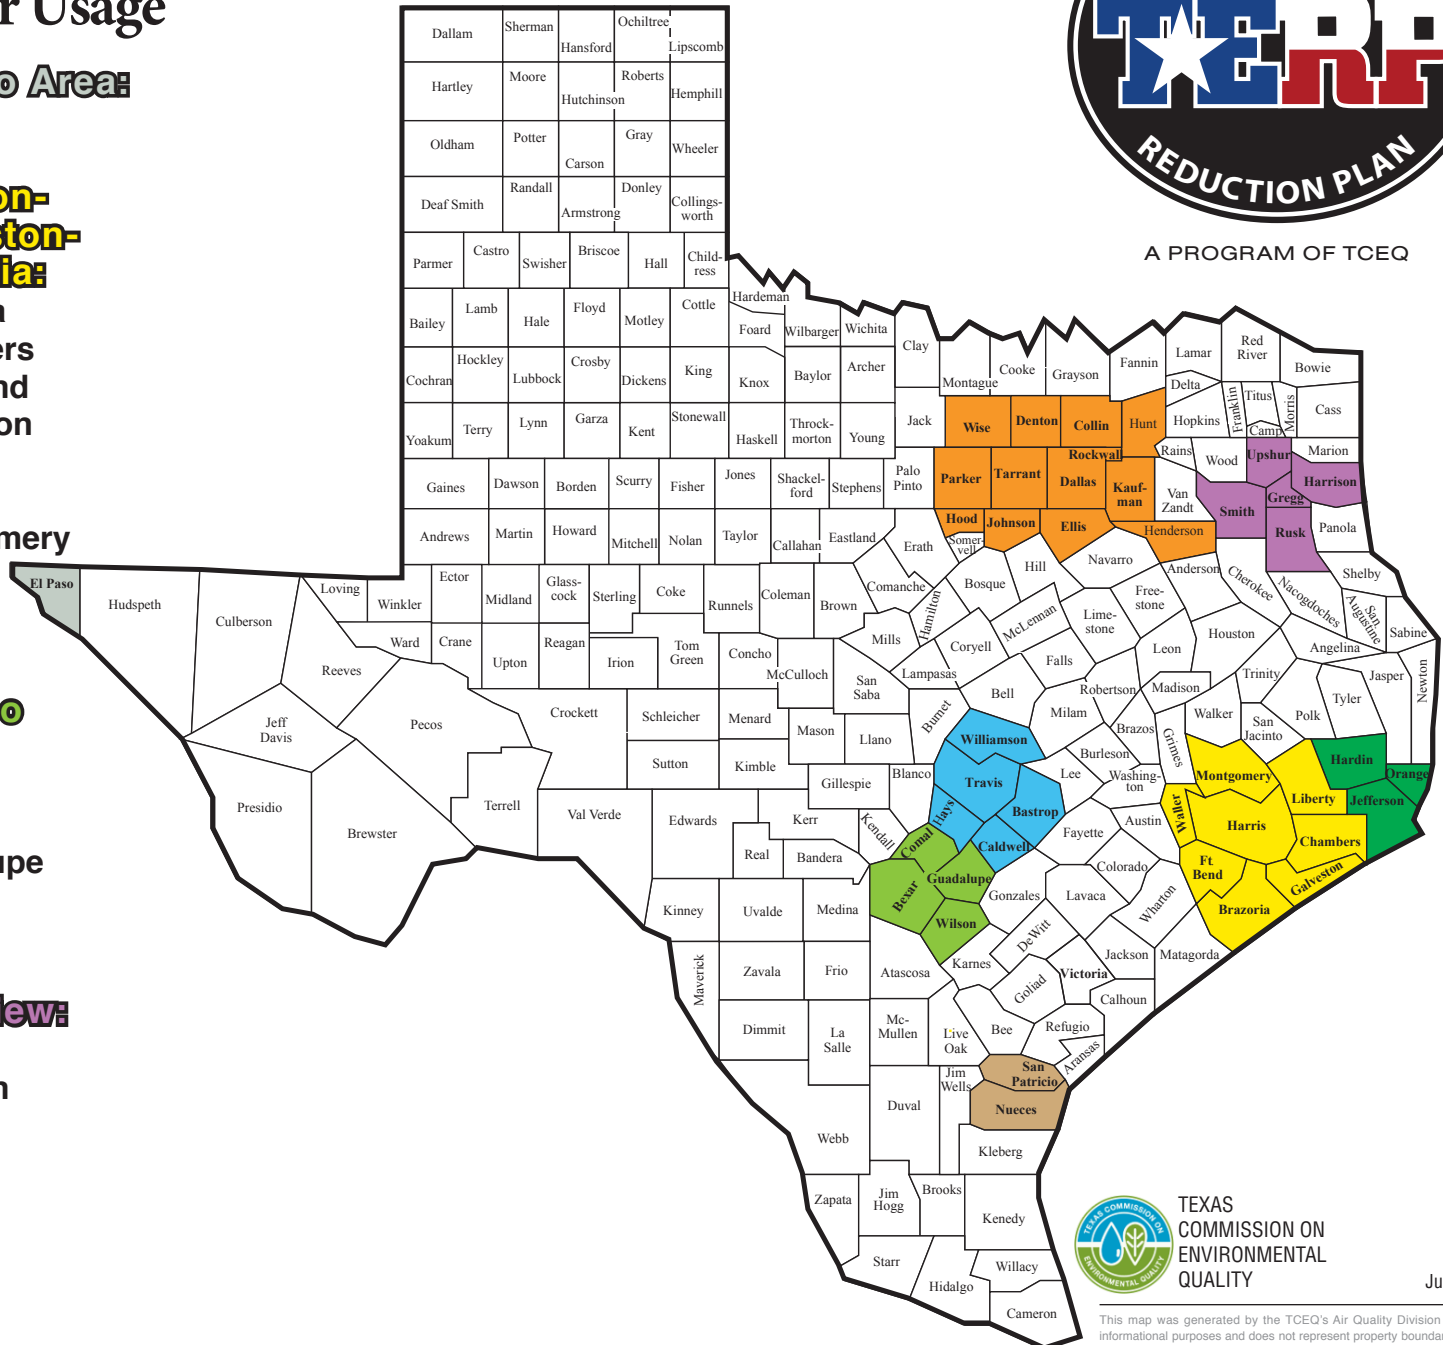 r Usage
o Area:
on-
ston-
ia:
ers
nd
on
mery
o
upe
ew:
TERP
REDUCTION PLAN
A PROGRAM OF TCEQ
Dallam
Sherman
Hansford
Ochiltree
Lipscomb
Hartley
Moore
Hutchinson
Roberts
Hemphill
Oldham
Potter
Carson
Gray
Wheeler
Deaf Smith
Randall
Armstrong
Donley
Collings-
worth
Parmer
Castro
Swisher
Briscoe
Hall
Child-
ress
Bailey
Lamb
Hale
Floyd
Motley
Cottle
Hardeman
Foard
Wilbarger
Wichita
Clay
Cochran
Hockley
Lubbock
Crosby
Dickens
King
Knox
Baylor
Archer
Montague
Cooke
Grayson
Fannin
Lamar
Red
River
Bowie
Delta
Yoakum
Terry
Lynn
Garza
Kent
Stonewall
Haskell
Throck-
morton
Young
Jack
Wise
Denton
Collin
Hunt
Hopkins
Franklin
Titus
Camp
Morris
Cass
Gaines
Dawson
Borden
Scurry
Fisher
Jones
Shackel-
ford
Stephens
Palo
Pinto
Parker
Tarrant
Rockwall
Dallas
Kauf-
man
Rains
Wood
Upshur
Marion
Harrison
Gregg
Van
Zandt
Smith
Rusk
Panola
Andrews
Martin
Howard
Mitchell
Nolan
Taylor
Callahan
Eastland
Erath
Hood
Somer-
vell
Johnson
Ellis
Henderson
Navarro
Hill
Bosque
Comanche
Hamilton
Anderson
Cherokee
Nacogdoches
Shelby
San
Augustine
Sabine
El Paso
Hudspeth
Culberson
Loving
Winkler
Ector
Midland
Glass-
cock
Sterling
Coke
Runnels
Coleman
Brown
Mills
McLennan
Lime-
stone
Free-
stone
Reeves
Ward
Crane
Upton
Reagan
Irion
Tom
Green
Concho
McCulloch
San
Saba
Lampasas
Coryell
Falls
Leon
Houston
Angelina
Trinity
Jasper
Newton
Tyler
Polk
Jeff
Davis
Pecos
Crockett
Schleicher
Menard
Mason
Llano
Burnet
Bell
Milam
Robertson
Madison
Brazos
Grimes
Walker
San
Jacinto
Presidio
Brewster
Terrell
Val Verde
Sutton
Kimble
Gillespie
Blanco
Williamson
Travis
Hays
Bastrop
Caldwell
Lee
Burleson
Washing-
ton
Austin
Waller
Montgomery
Liberty
Hardin
Orange
Jefferson
Harris
Chambers
Ft
Bend
Galveston
Brazoria
Edwards
Kerr
Real
Bandera
Kendall
Comal
Guadalupe
Bexar
Wilson
Gonzales
Fayette
Colorado
Lavaca
Wharton
Kinney
Uvalde
Medina
DeWitt
Jackson
Matagorda
Maverick
Zavala
Frio
Atascosa
Karnes
Goliad
Victoria
Calhoun
Dimmit
La
Salle
Mc-
Mullen
Live
Oak
Bee
Refugio
Aransas
San
Patricio
Nueces
Jim
Wells
Duval
Webb
Kleberg
Zapata
Jim
Hogg
Brooks
Kenedy
Starr
Hidalgo
Willacy
Cameron
TEXAS COMMISSION ON
ENVIRONMENTAL QUALITY
TEXAS
COMMISSION ON
ENVIRONMENTAL
QUALITY
Ju
This map was generated by the TCEQ's Air Quality Division
informational purposes and does not represent property boundar